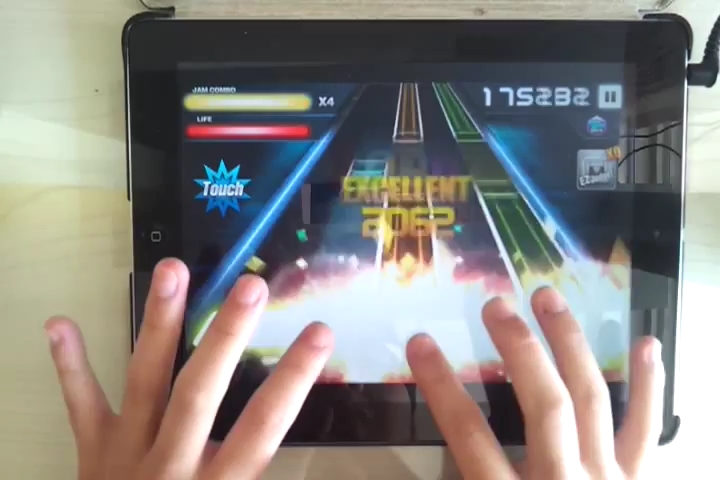 JAM COMBO
X4
175282
LIFE
Touch
EXCELLENT
2062